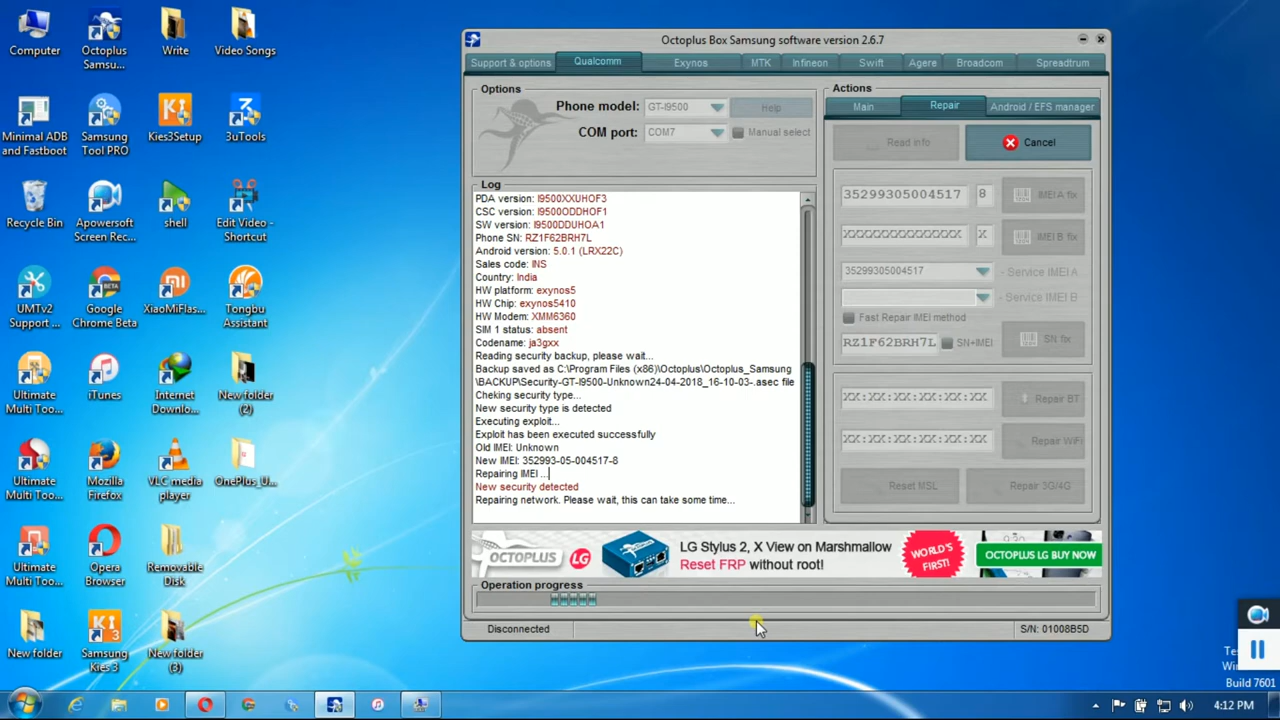 Computer
Octoplus
Samsu...
Write
Video Songs
Minimal ADB
and Fastboot
Samsung
Tool PRO
Kies3Setup
3uTools
Recycle Bin
Apowersoft
Screen Rec...
shell
Edit Video -
Shortcut
UMTv2
Support ...
Google
Chrome Beta
XiaoMiFlas...
Tongbu
Assistant
Ultimate
Multi Too...
iTunes
Internet
Downlo...
New folder
(2)
Ultimate
Multi Too...
Mozilla
Firefox
VLC media
player
OnePlus_U...
Ultimate
Multi Too...
Opera
Browser
Removable
Disk
New folder
Samsung
Kies 3
New folder
(3)
Octoplus Box Samsung software version 2.6.7
Support & options
Qualcomm
Exynos
MTK
Infineon
Swift
Agere
Broadcom
Spreadtrum
Options
Phone model:
GT-I9500
Help
COM port:
COM7
Manual select
Log
PDA version: I9500XXUHOF3
CSC version: I9500ODDHOF1
SW version: I9500DDUHOA1
Phone SN: RZ1F62BRH7L
Android version: 5.0.1 (LRX22C)
Sales code: INS
Country: India
HW platform: exynos5
HW Chip: exynos5410
HW Modem: XMM6360
SIM 1 status: absent
Codename: ja3gxx
Reading security backup, please wait...
Backup saved as C:\Program Files (x86)\Octoplus\Octoplus_Samsung
\BACKUP\Security-GT-I9500-Unknown24-04-2018_16-10-03-.asec file
Cheking security type...
New security type is detected
Executing exploit...
Exploit has been executed successfully
Old IMEI: Unknown
New IMEI: 352993-05-004517-8
Repairing IMEI ...
New security detected
Repairing network. Please wait, this can take some time...
Actions
Main
Repair
Android / EFS manager
Read info
Cancel
35299305004517
8
IMEI A fix
XXXXXXXXXXXXXX
X
IMEI B fix
35299305004517
- Service IMEI A
- Service IMEI B
Fast Repair IMEI method
RZ1F62BRH7L
SN+IMEI
SN fix
XX:XX:XX:XX:XX:XX
Repair BT
XX:XX:XX:XX:XX:XX
Repair WiFi
Reset MSL
Repair 3G/4G
OCTOPLUS
LG
LG Stylus 2, X View on Marshmallow
Reset FRP without root!
WORLD'S
FIRST!
OCTOPLUS LG BUY NOW
Operation progress
Disconnected
S/N: 01008B5D
Build 7601
4:12 PM